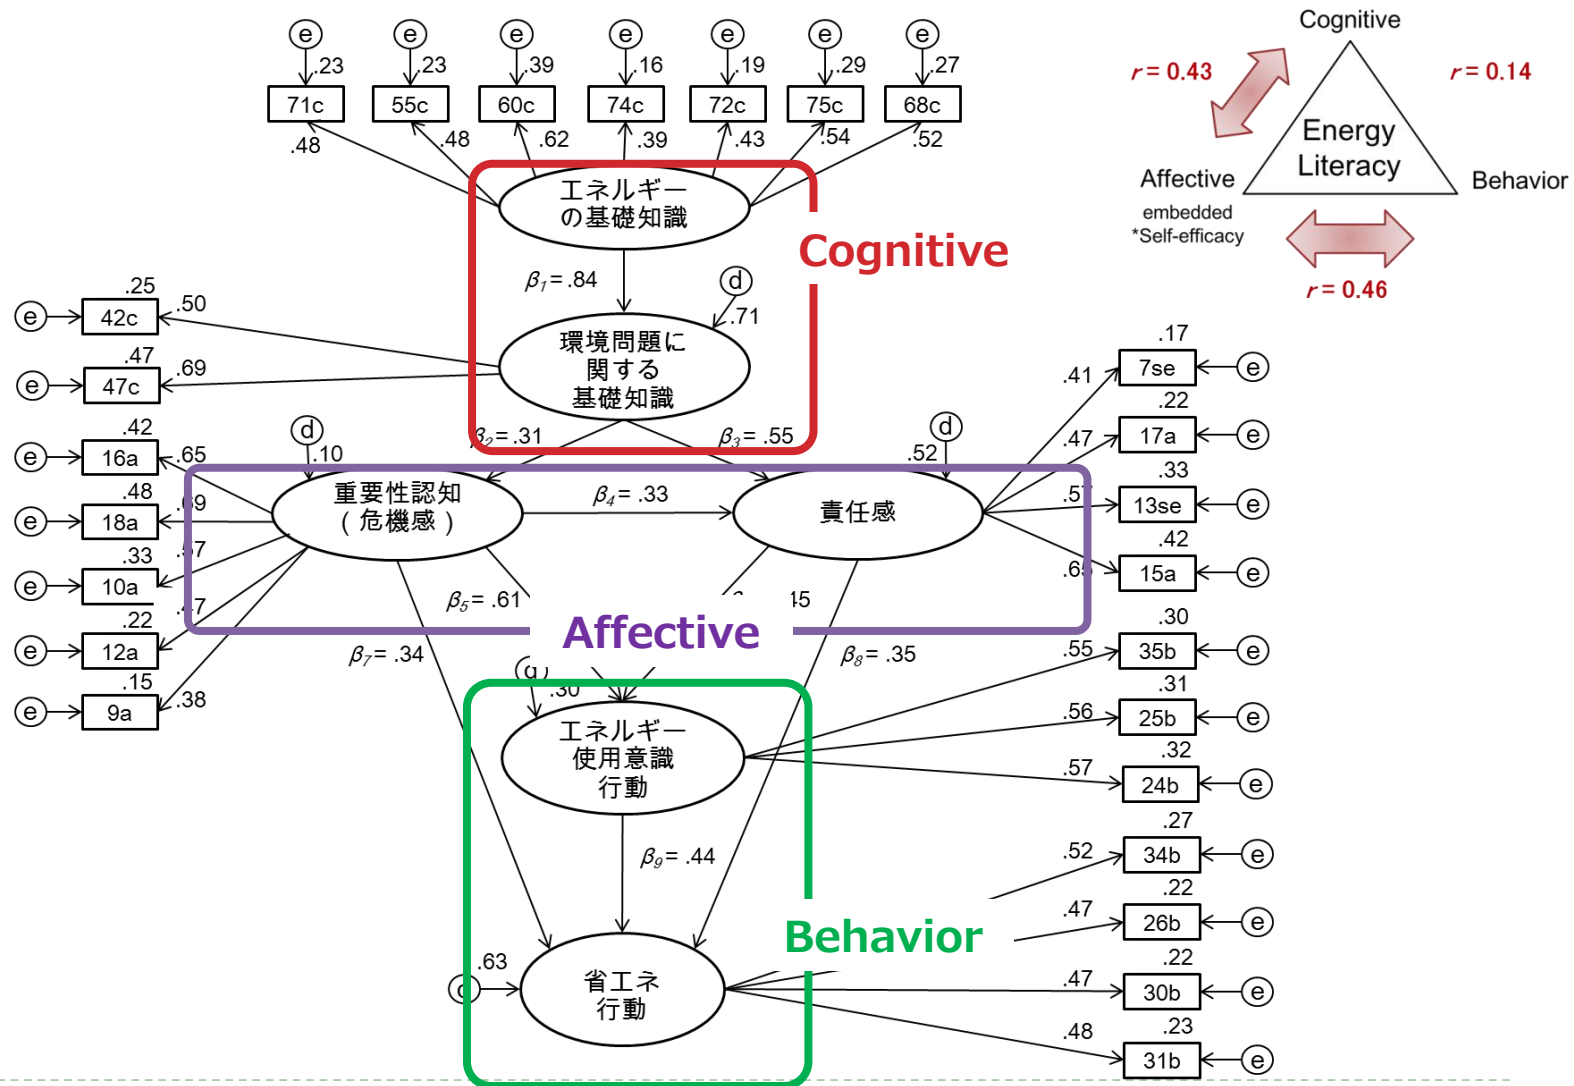 e e e e e e e
.23 .23 .39 .16 .19 .29 .27
71c 55c 60c 74c 72c 75c 68c
.48 .48 .62 .39 .43 .54 .52
Cognitive
r = 0.43
r = 0.14
Energy
Literacy
Affective
Behavior
embedded
*Self-efficacy
r = 0.46
エネルギー
の基礎知識
Cognitive
β1= .84
d
.71
環境問題に
関する
基礎知識
.25
e 42c .50
.47
e 47c .69
β2= .31
β3= .55
.42
e 16a .65
.48
e 18a .69
.33
e 10a .57
.22
e 12a .47
.15
e 9a .38
d
.10
重要性認知
(危機感)
β4= .33
d
.52
責任感
.17
.41 7se e
.22
.47 17a e
.33
.57 13se e
.42
.65 15a e
β5= .61
45
Affective
β7= .34
β8= .35
.30
エネルギー
使用意識
行動
.30
.55 35b e
.31
.56 25b e
.32
.57 24b e
β9= .44
Behavior
.63
省エネ
行動
.27
.52 34b e
.22
.47 26b e
.22
.47 30b e
.23
.48 31b e